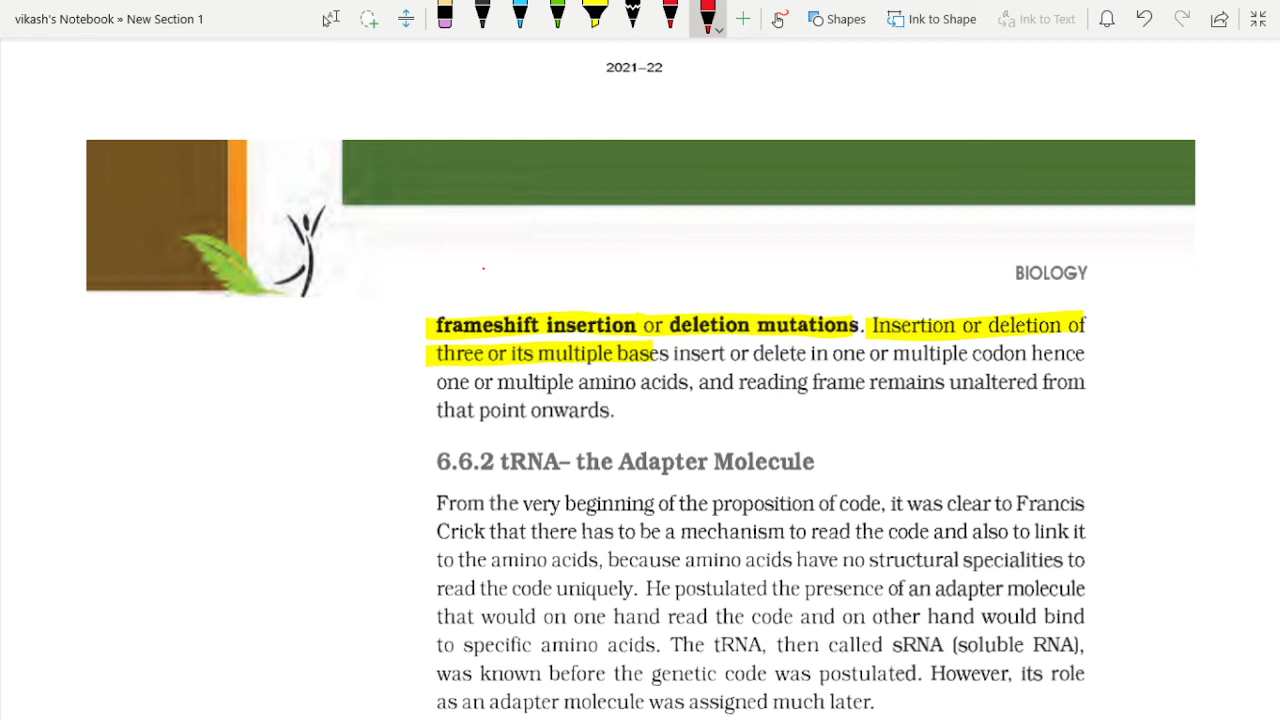 vikash's Notebook » New Section 1
Shapes
Ink to Shape
Ink to Text
2021–22
BIOLOGY
frameshift insertion or deletion mutations. Insertion or deletion of
three or its multiple bases insert or delete in one or multiple codon hence
one or multiple amino acids, and reading frame remains unaltered from
that point onwards.
6.6.2 tRNA– the Adapter Molecule
From the very beginning of the proposition of code, it was clear to Francis
Crick that there has to be a mechanism to read the code and also to link it
to the amino acids, because amino acids have no structural specialities to
read the code uniquely. He postulated the presence of an adapter molecule
that would on one hand read the code and on other hand would bind
to specific amino acids. The tRNA, then called sRNA (soluble RNA),
was known before the genetic code was postulated. However, its role
as an adapter molecule was assigned much later.